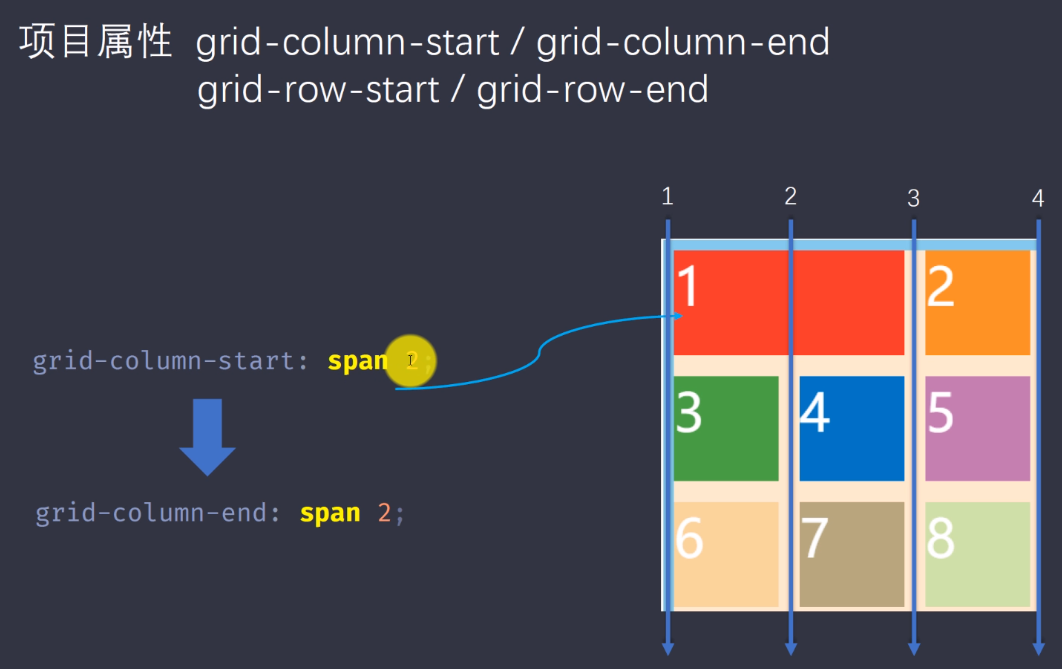 项目属性 grid-column-start / grid-column-end
grid-row-start / grid-row-end
1 2 3 4
1 2
grid-column-start: span 2;
3 4 5
grid-column-end: span 2;
6 7 8